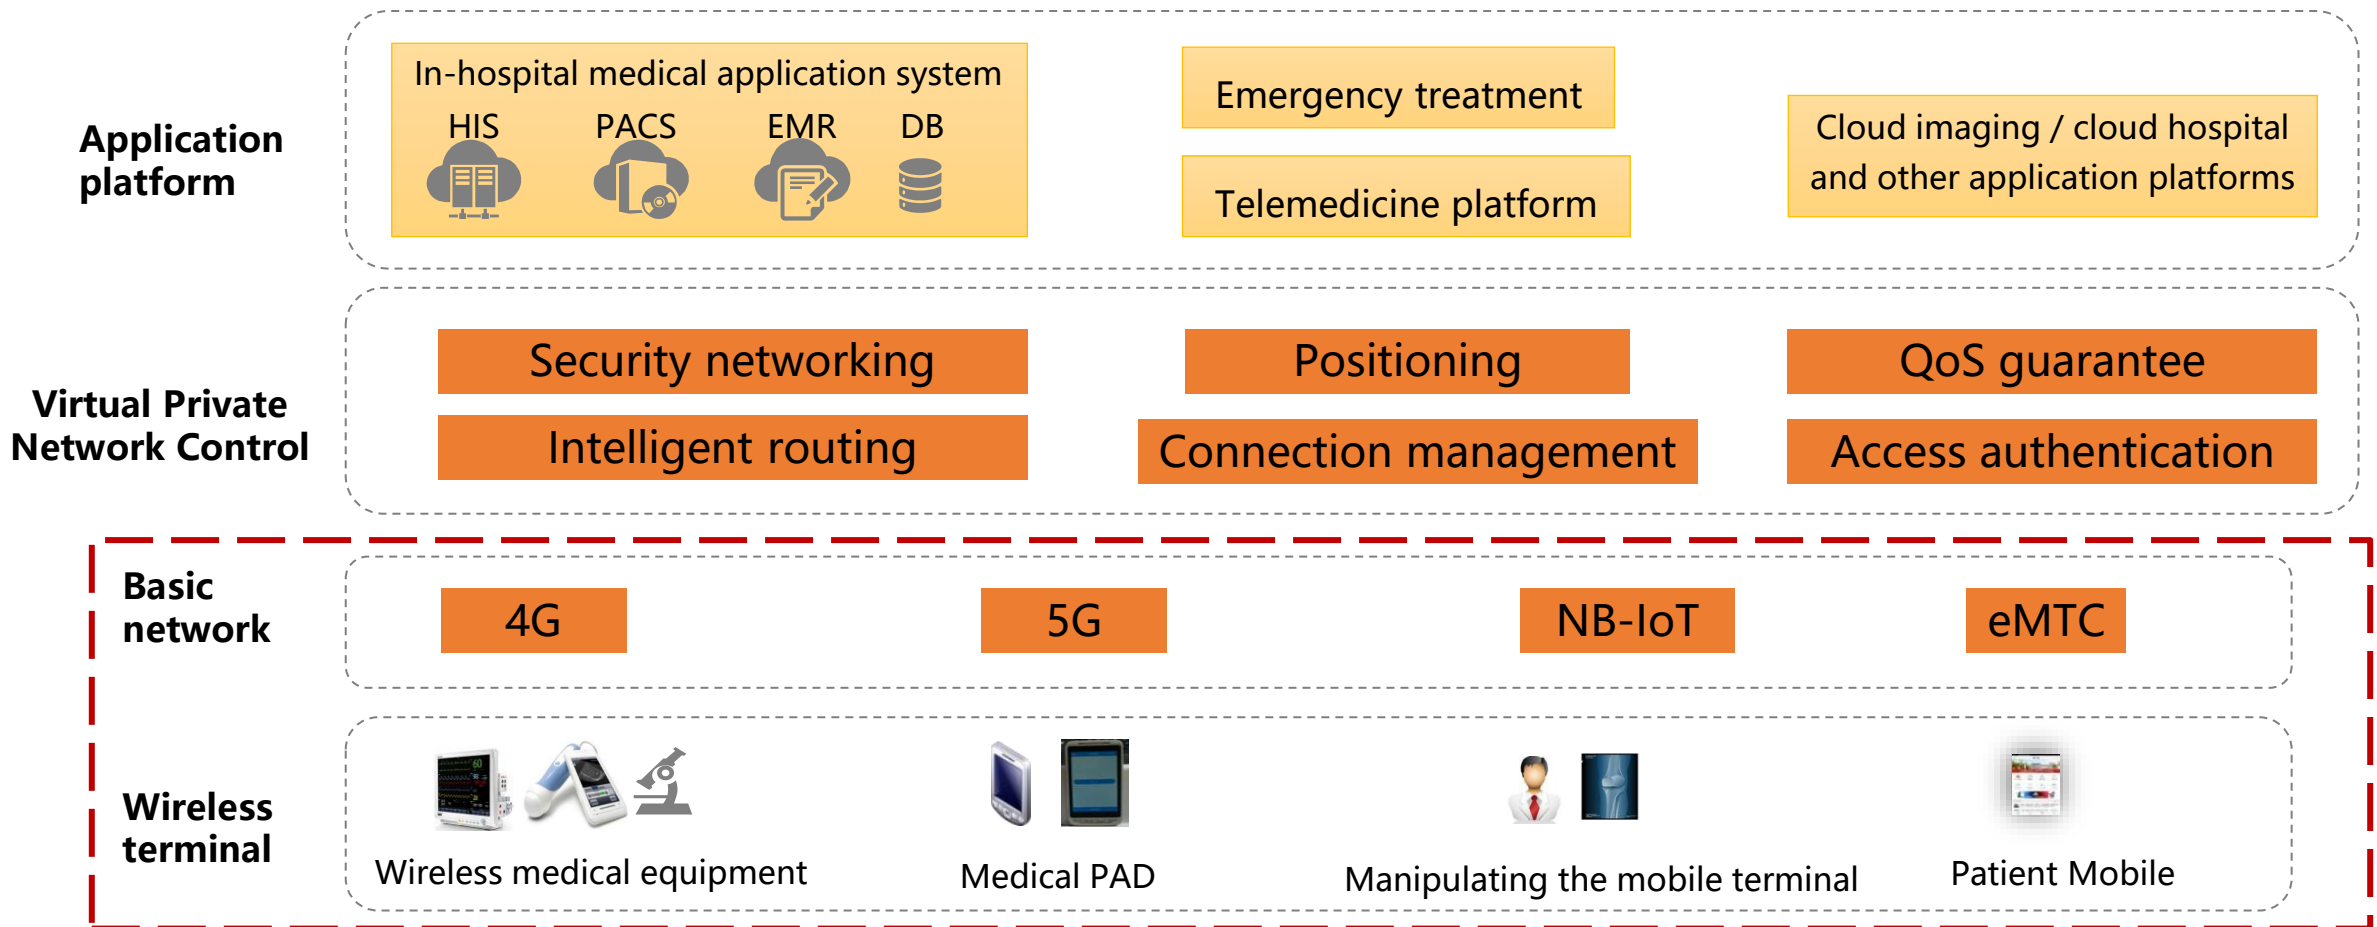 Application
platform
In-hospital medical application system
HIS
PACS
EMR
DB
Emergency treatment
Telemedicine platform
Cloud imaging / cloud hospital
and other application platforms
Virtual Private
Network Control
Security networking
Positioning
QoS guarantee
Intelligent routing
Connection management
Access authentication
Basic
network
4G
5G
NB-IoT
eMTC
Wireless
terminal
60
Wireless medical equipment
Medical PAD
Manipulating the mobile terminal
Patient Mobile